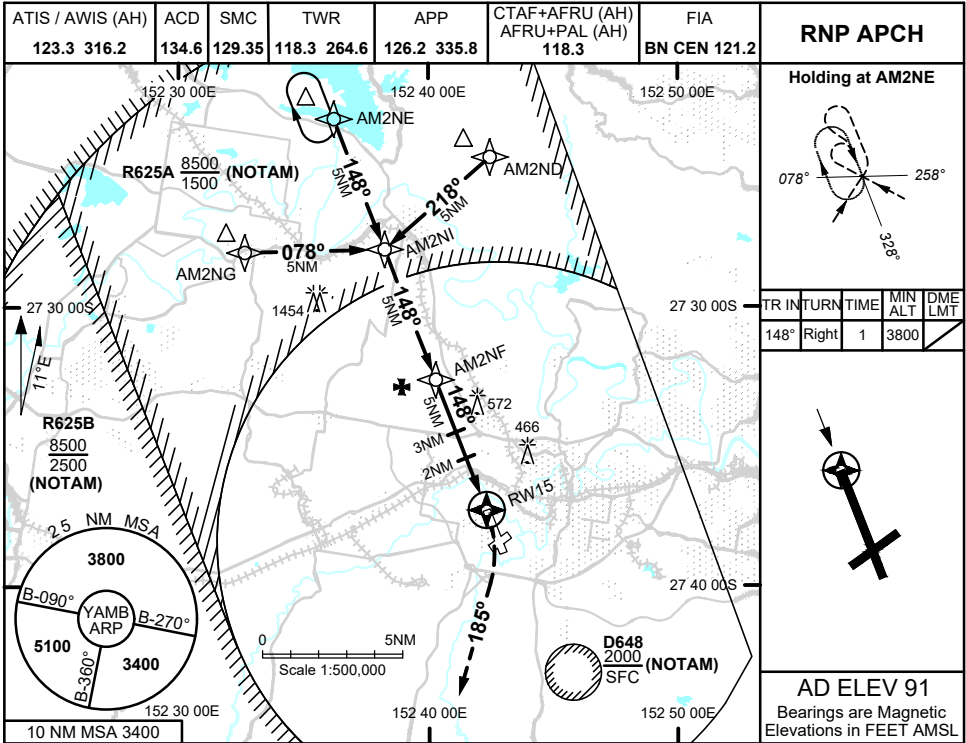 ATIS / AWIS (AH)
123.3 316.2
ACD
134.6
SMC
129.35
TWR
118.3 264.6
APP
126.2 335.8
CTAF+AFRU (AH)
AFRU+PAL (AH)
118.3
FIA
BN CEN 121.2
RNP APCH
152 30 00E
152 40 00E
152 50 00E
AM2NE
R625A 8500
1500
(NOTAM)
148°
5NM
AM2ND
218°
5NM
AM2NI
078°
5NM
AM2NG
27 30 00S
27 30 00S
1454
148°
5NM
11°E
AM2NF
148°
5NM
572
466
3NM
2NM
RW15
R625B
8500
2500
(NOTAM)
25 NM MSA
3800
B-090°
YAMB
ARP
B-270°
5100
B-360°
3400
27 40 00S
185°
0
5NM
Scale 1:500,000
D648
2000
SFC
(NOTAM)
152 30 00E
152 40 00E
152 50 00E
10 NM MSA 3400
Holding at AM2NE
078°
258°
328°
TR IN
TURN
TIME
MIN
ALT
DME
LMT
148°
Right
1
3800
AD ELEV 91
Bearings are Magnetic
Elevations in FEET AMSL